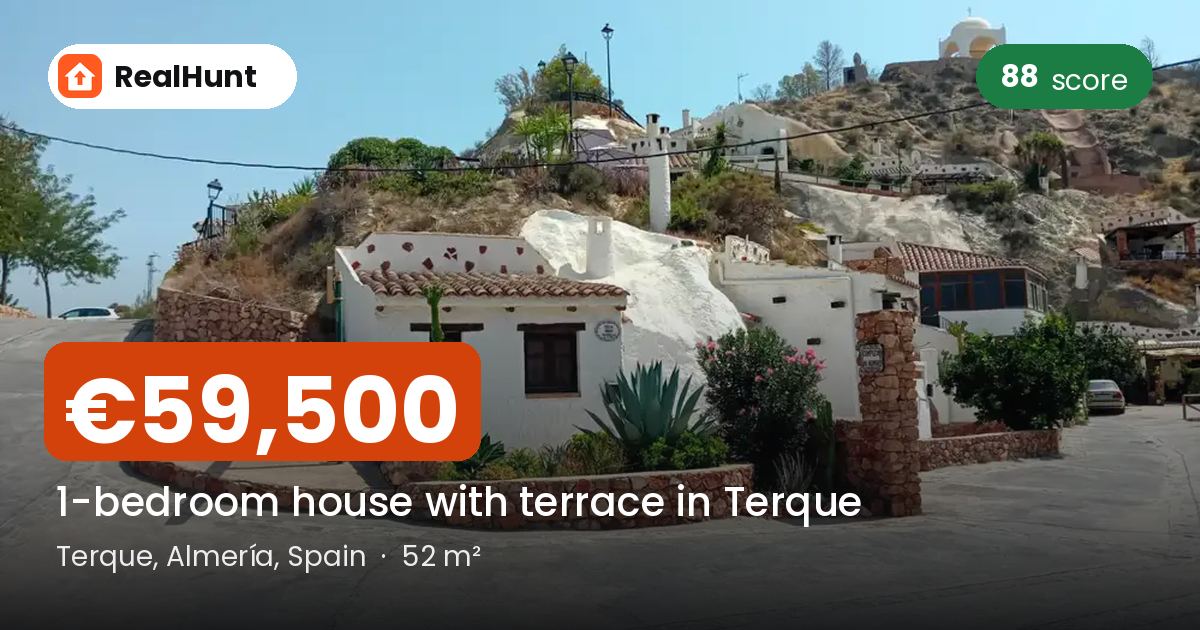 RealHunt
88 score
€59,500
1-bedroom house with terrace in Terque
Terque, Almería, Spain · 52 m²